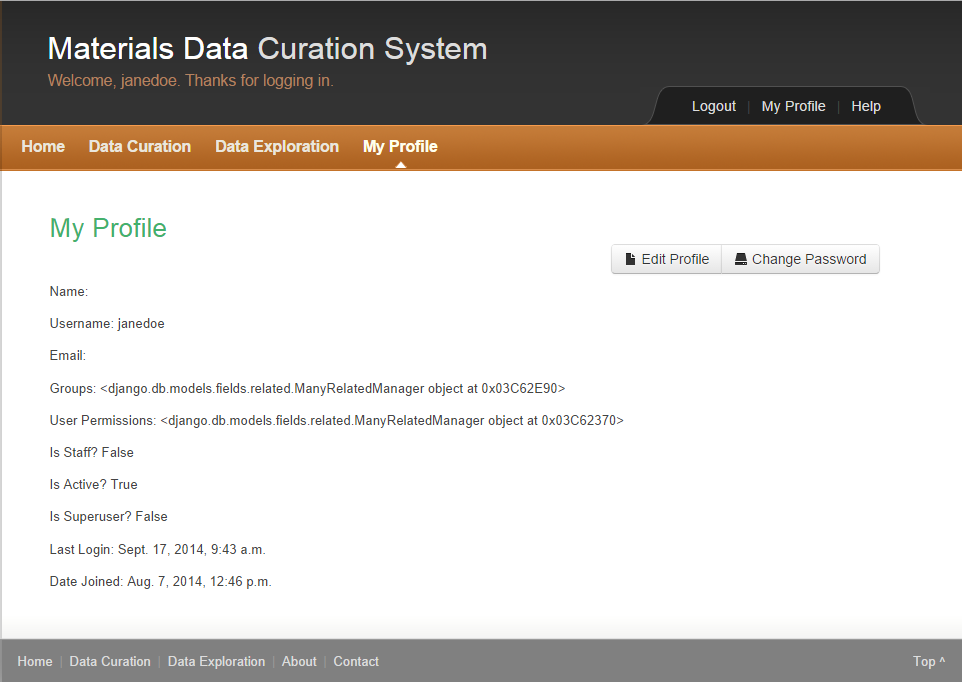 Materials Data Curation System
Welcome, janedoe. Thanks for logging in.
Logout | My Profile | Help
Home Data Curation Data Exploration My Profile
My Profile
Edit Profile Change Password
Name:
Username: janedoe
Email:
Groups: <django.db.models.fields.related.ManyRelatedManager object at 0x03C62E90>
User Permissions: <django.db.models.fields.related.ManyRelatedManager object at 0x03C62370>
Is Staff? False
Is Active? True
Is Superuser? False
Last Login: Sept. 17, 2014, 9:43 a.m.
Date Joined: Aug. 7, 2014, 12:46 p.m.
Home | Data Curation | Data Exploration | About | Contact Top ^